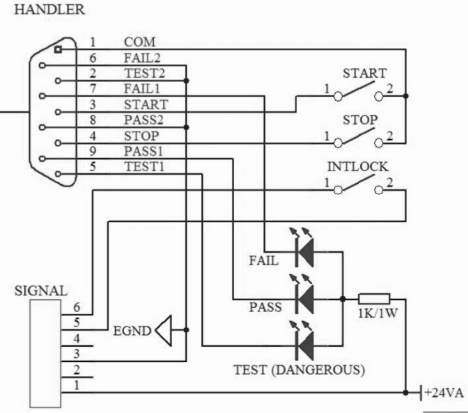 HANDLER
1 COM
6 FAIL2
2 TEST2
7 FAIL1
3 START
8 PASS2
4 STOP
9 PASS1
5 TEST1
START
1 2
STOP
1 2
INTLOCK
1 2
FAIL
PASS
1K/1W
TEST (DANGEROUS)
EGND
SIGNAL
6
5
4
3
2
1
+24VA